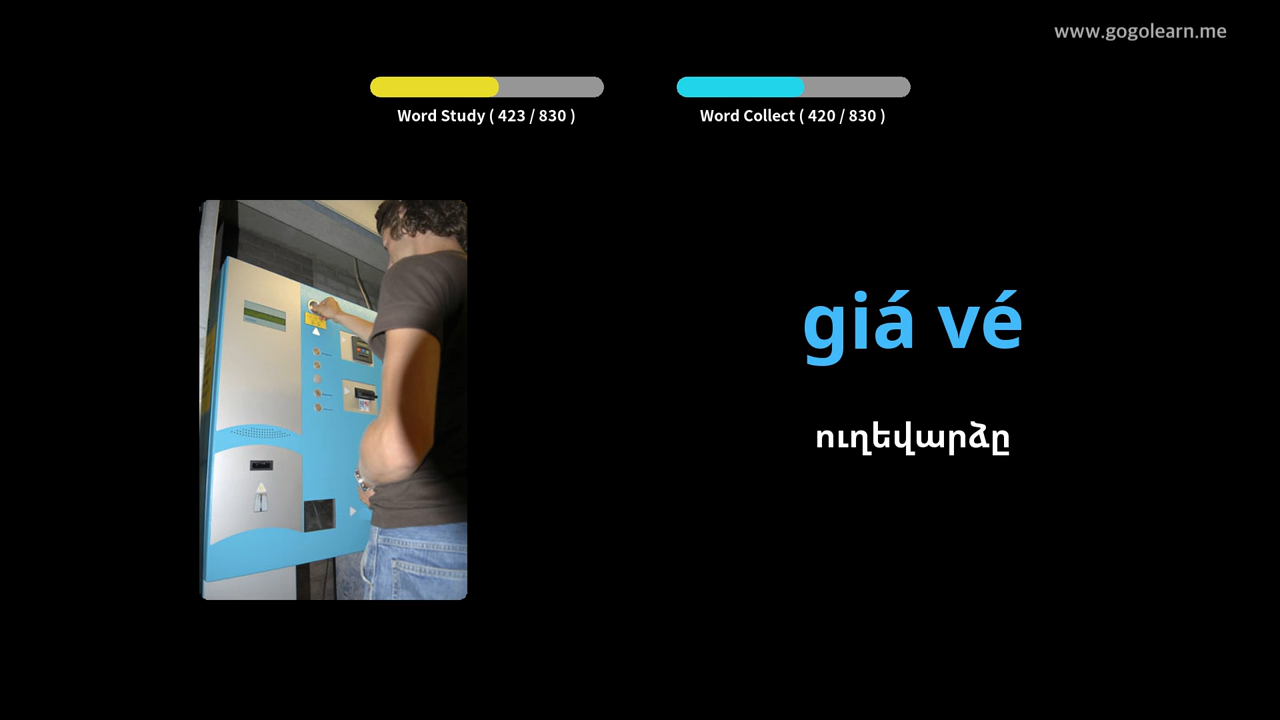 www.gogolearn.me
Word Study ( 423 / 830 )
Word Collect ( 420 / 830 )
giá vé
ուղեվարձը